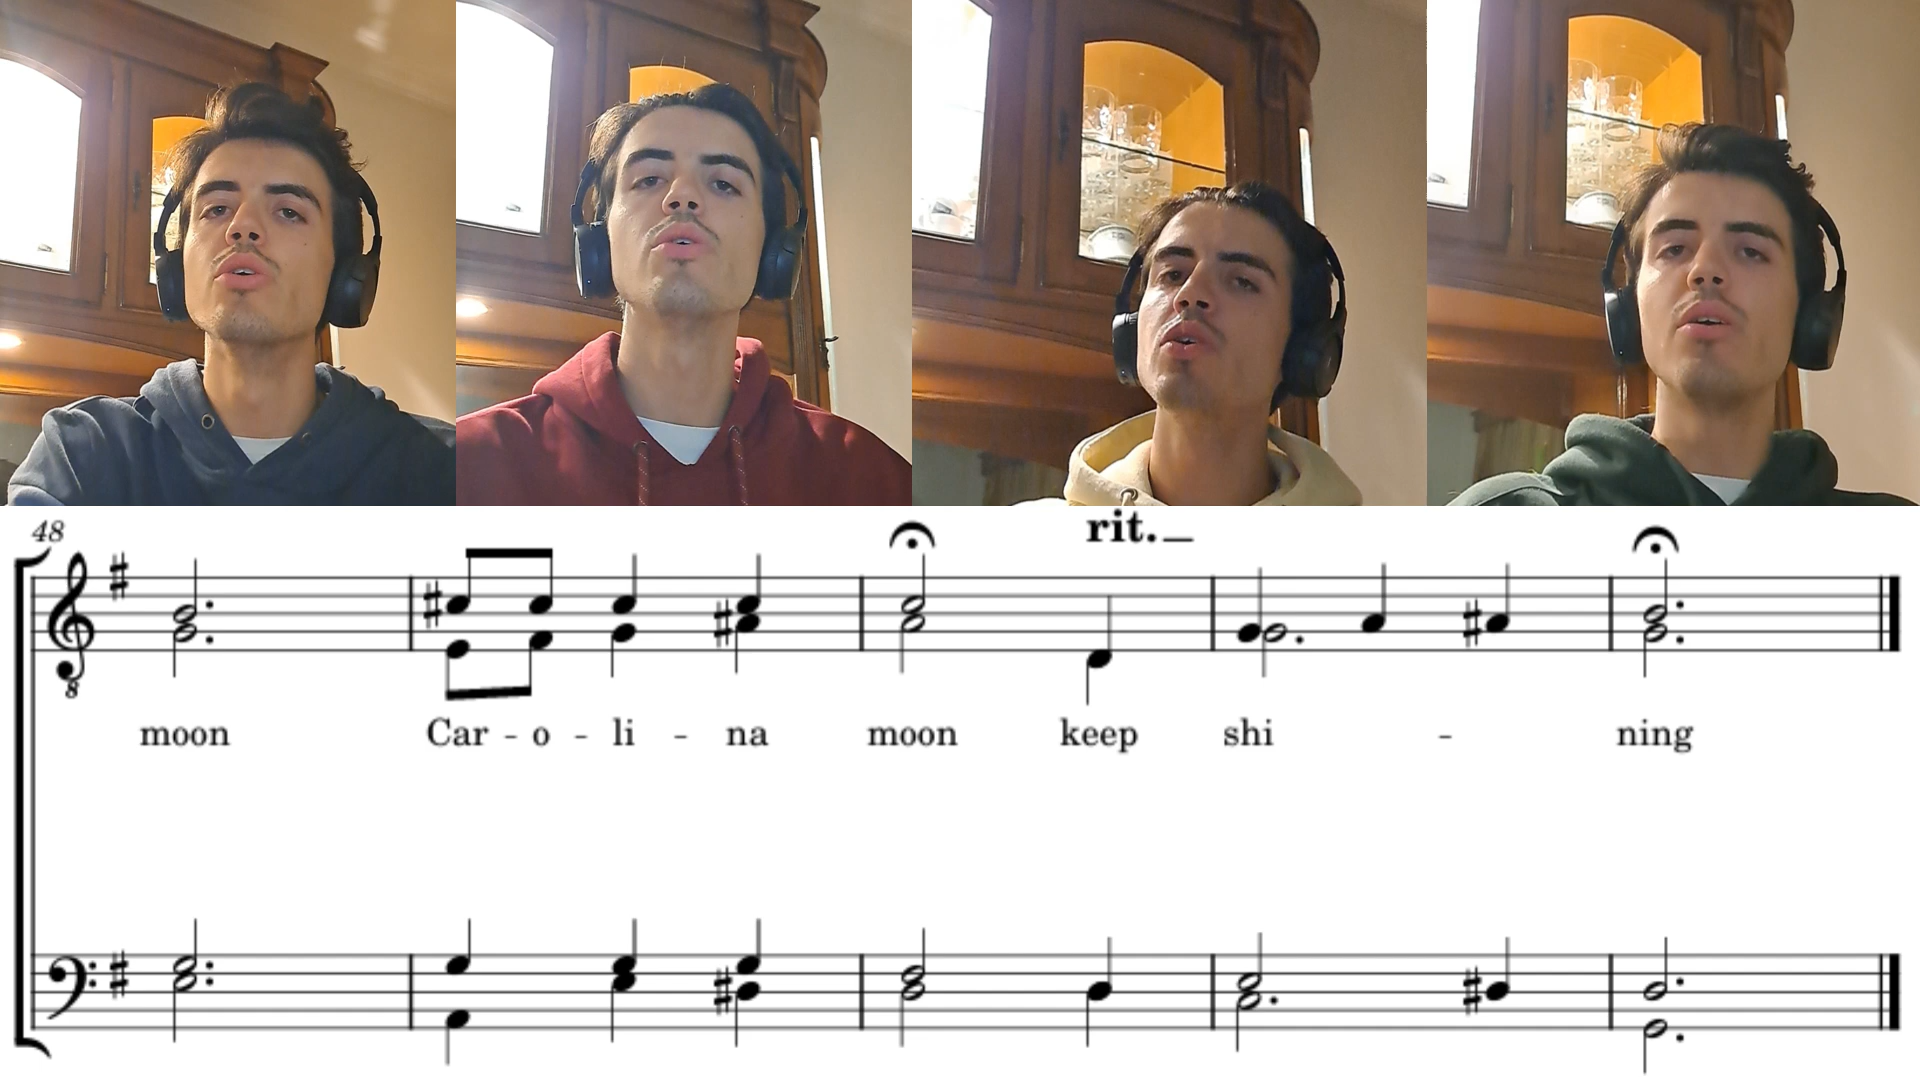 48
rit.
8
moon Car - o - li - na moon keep shi - ning